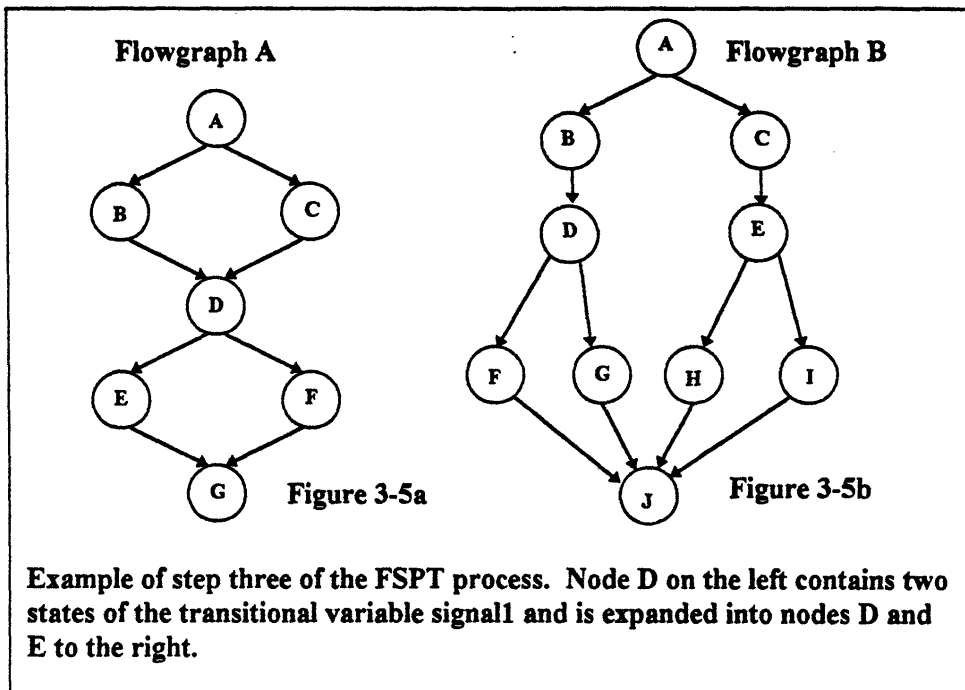 Flowgraph A
A
B
C
D
E
F
G
Figure 3-5a
Flowgraph B
A
B
C
D
E
F
G
H
I
J
Figure 3-5b
Example of step three of the FSPT process. Node D on the left contains two
states of the transitional variable signal1 and is expanded into nodes D and
E to the right.